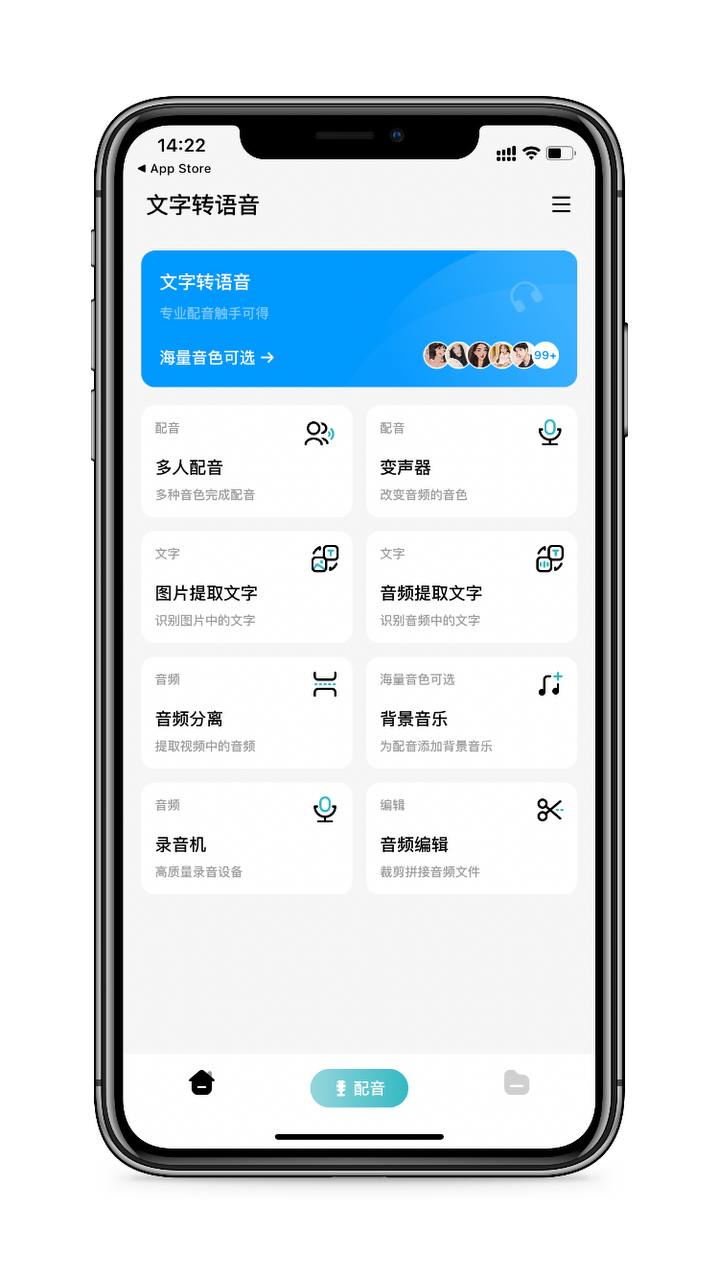 14:22
◀ App Store
文字转语音
文字转语音
专业配音触手可得
海量音色可选 →
99+
配音
多人配音
多种音色完成配音
配音
变声器
改变音频的音色
文字
图片提取文字
识别图片中的文字
文字
音频提取文字
识别音频中的文字
音频
音频分离
提取视频中的音频
海量音色可选
背景音乐
为配音添加背景音乐
音频
录音机
高质量录音设备
编辑
音频编辑
裁剪拼接音频文件
配音